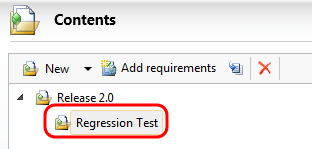 Contents
New Add requirements
Release 2.0
Regression Test